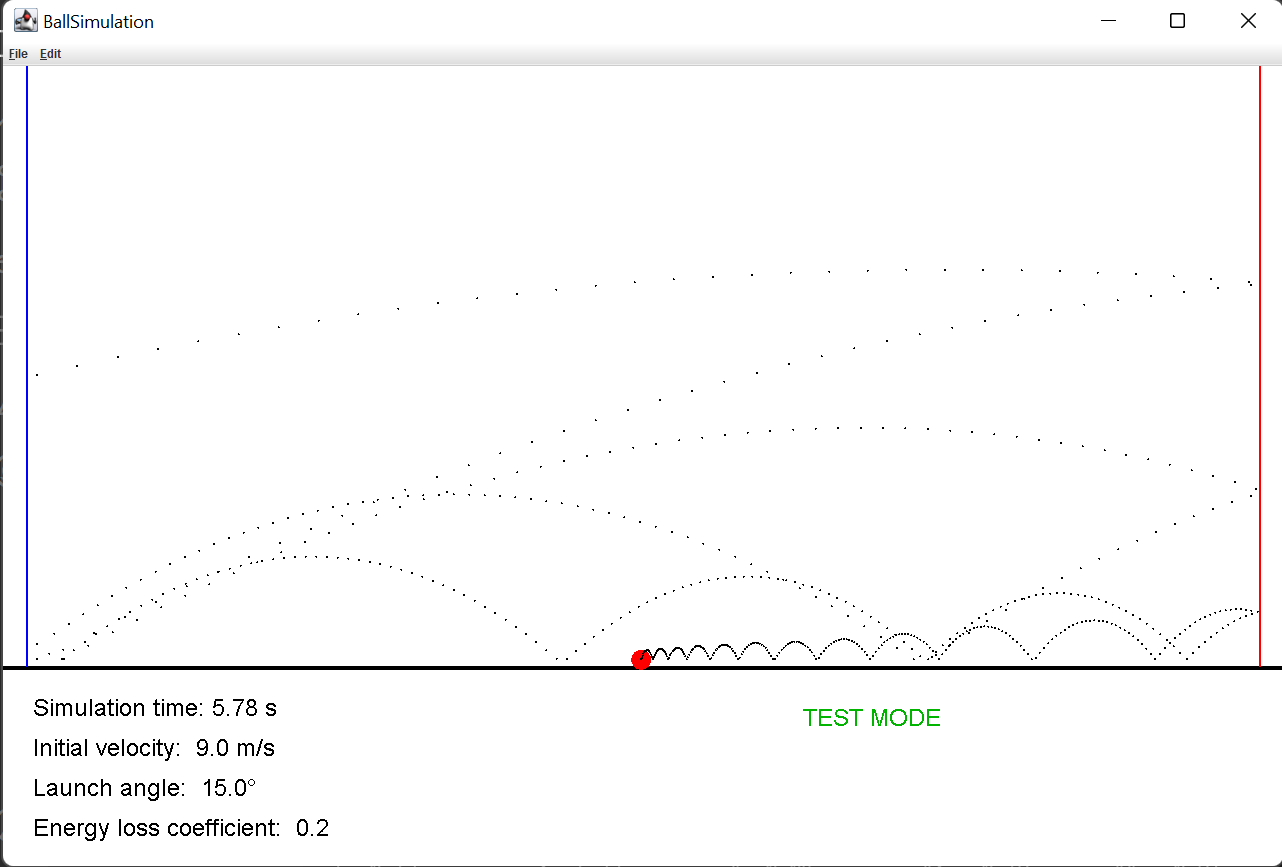 BallSimulation
File Edit
Simulation time: 5.78 s
TEST MODE
Initial velocity:  9.0 m/s
Launch angle:  15.0°
Energy loss coefficient:  0.2